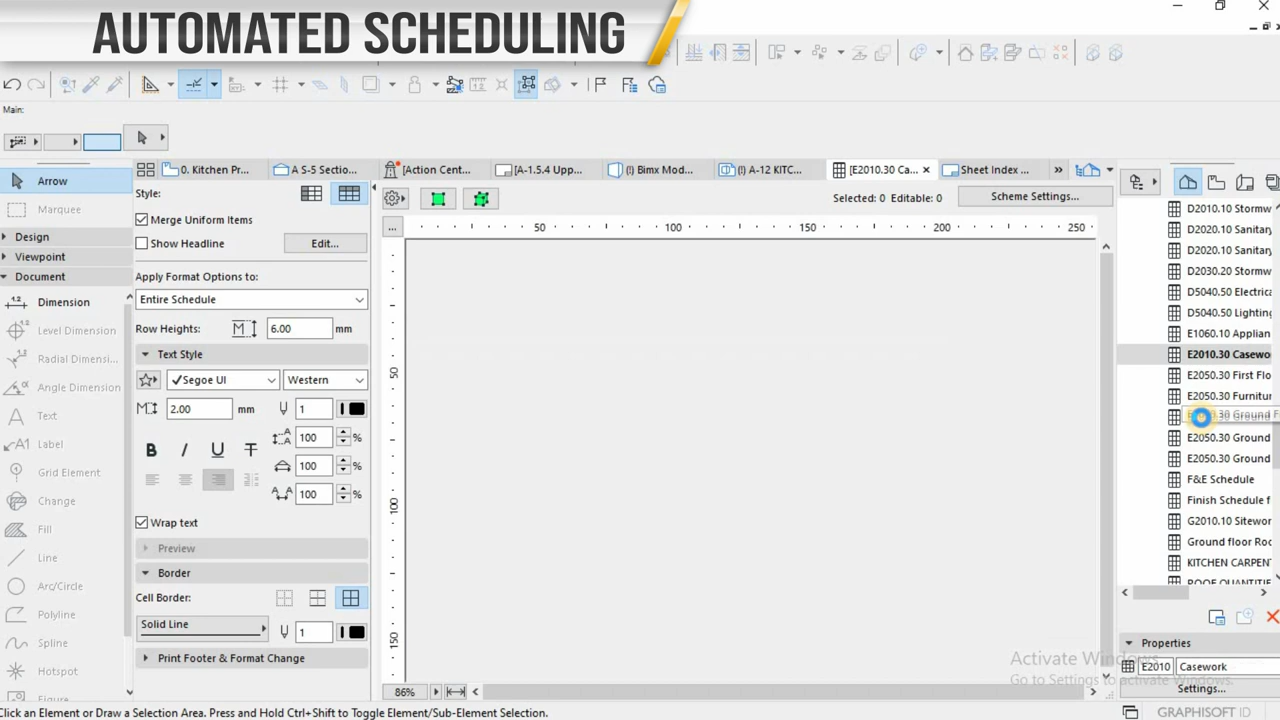 AUTOMATED SCHEDULING
Main:
0. Kitchen Pr...
A S-5 Sectio...
[Action Cent...
[A-1.5.4 Upp...
(!) Bimx Mod...
(!) A-12 KITC...
[E2010.30 Ca...
Sheet Index ...
Arrow
Marquee
Design
Viewpoint
Document
Dimension
Level Dimension
Radial Dimensi...
Angle Dimension
Text
Label
Grid Element
Change
Fill
Line
Arc/Circle
Polyline
Spline
Hotspot
Figure
Style:
Merge Uniform Items
Show Headline
Edit...
Apply Format Options to:
Entire Schedule
Row Heights:
6.00
mm
Text Style
Segoe UI
Western
2.00
mm
1
B
I
U
T
100
%
100
%
100
%
Wrap text
Preview
Border
Cell Border:
Solid Line
1
Print Footer & Format Change
Selected: 0 Editable: 0
Scheme Settings...
...
50
100
150
200
250
50
100
150
86%
D2010.10 Stormw
D2020.10 Sanitary
D2020.10 Sanitary
D2030.20 Stormw
D5040.50 Electrica
D5040.50 Lighting
E1060.10 Applian
E2010.30 Casewo
E2050.30 First Flo
E2050.30 Furnitur
E2050.30 Ground
E2050.30 Ground
F&E Schedule
Finish Schedule f
G2010.10 Sitewor
Ground floor Roo
KITCHEN CARPEN
ROOF QUANTITIE
Properties
E2010
Casework
Settings...
Activate Windows
Go to Settings to activate Windows.
Click an Element or Draw a Selection Area. Press and Hold Ctrl+Shift to Toggle Element/Sub-Element Selection.
GRAPHISOFT ID